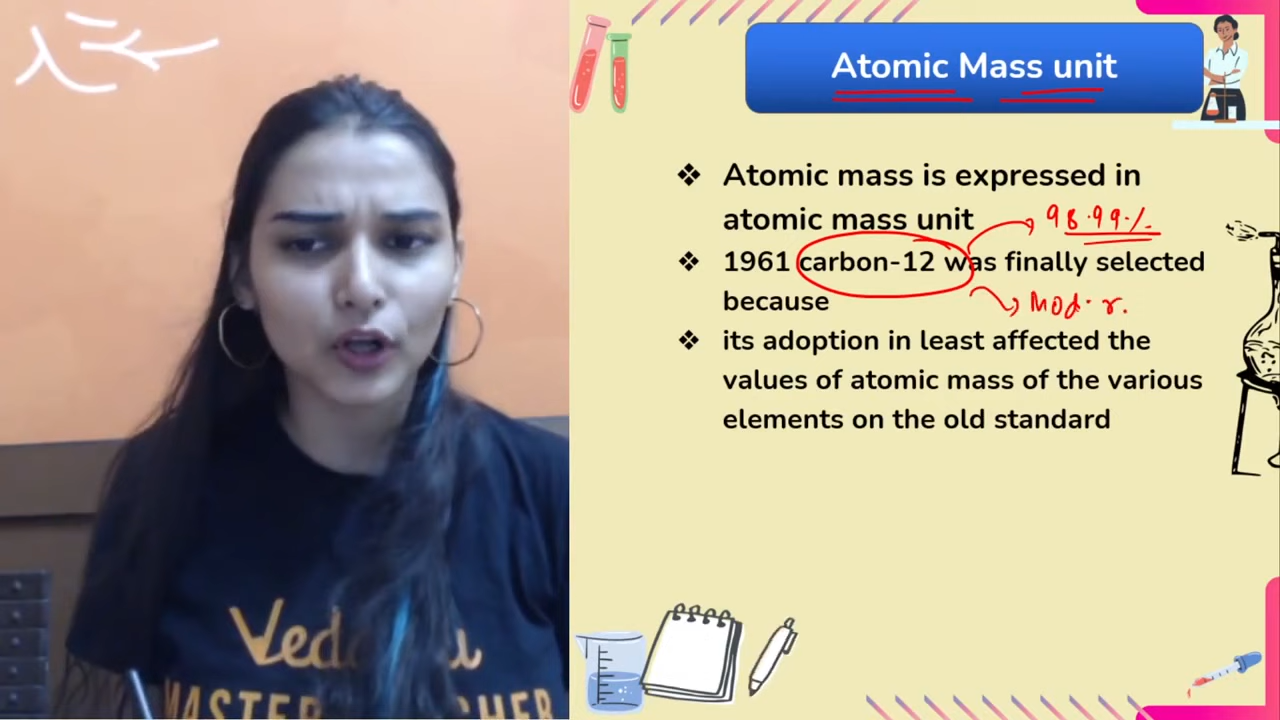 Atomic Mass unit
❖ Atomic mass is expressed in
atomic mass unit
98.99%
❖ 1961 carbon-12 was finally selected
because
Mod. r.
❖ its adoption in least affected the
values of atomic mass of the various
elements on the old standard